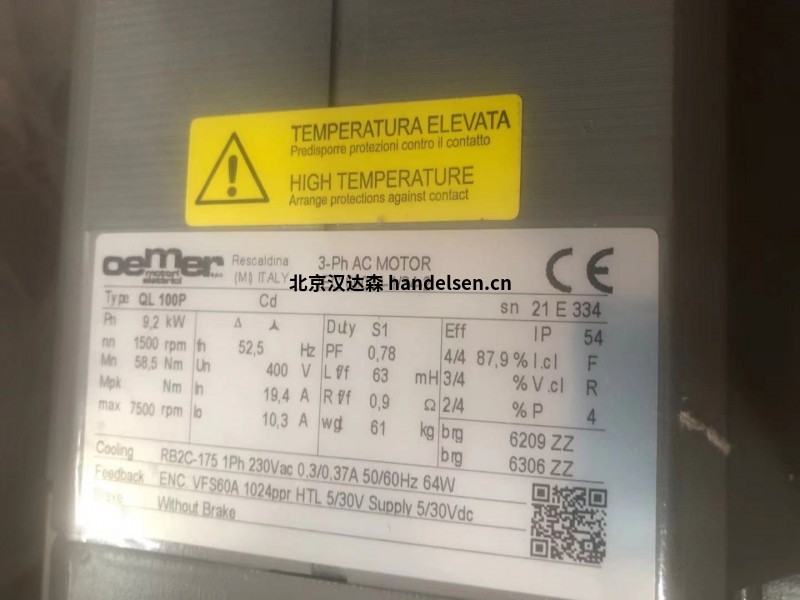 TEMPERATURA ELEVATA
Predisporre protezioni contro il contatto
HIGH TEMPERATURE
Arrange protections against contact
oemer motori elettrici spa Rescaldina (MI) ITALY 3-Ph AC MOTOR CE
北京汉达森 handelsen.cn
Type QL 100P Cd sn 21 E 334
Pn 9,2 kW Δ Duty S1 Eff IP 54
nn 1500 rpm fn 52,5 Hz PF 0,78 4/4 87,9 % I.cl F
Mn 58,5 Nm Un 400 V L f/f 63 mH 3/4 % V.cl R
Mpk Nm In 19,4 A R f/f 0,9 Ω 2/4 % P 4
max 7500 rpm Io 10,3 A wgt 61 kg brg 6209 ZZ
brg 6306 ZZ
Cooling RB2C-175 1Ph 230Vac 0,3/0,37A 50/60Hz 64W
Feedback ENC. VFS60A 1024ppr HTL 5/30V Supply 5/30Vdc
Without Brake